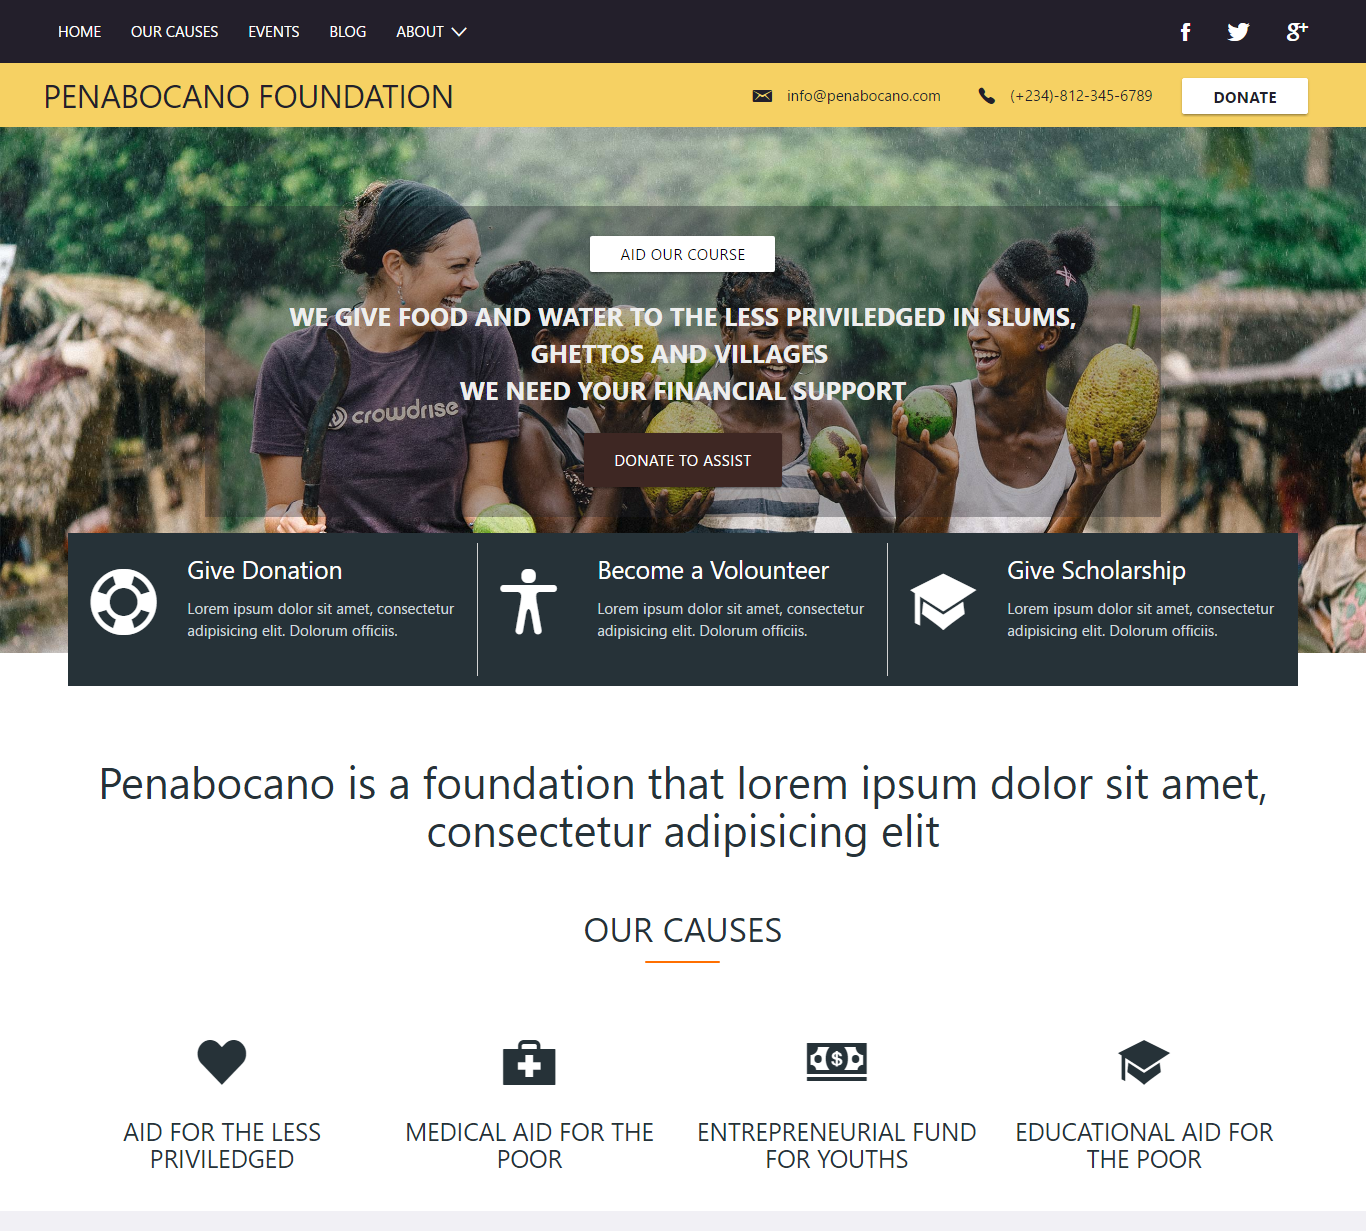 HOME OUR CAUSES EVENTS BLOG ABOUT
PENABOCANO FOUNDATION
info@penabocano.com
(+234)-812-345-6789
DONATE
AID OUR COURSE
WE GIVE FOOD AND WATER TO THE LESS PRIVILEDGED IN SLUMS,
GHETTOS AND VILLAGES
WE NEED YOUR FINANCIAL SUPPORT
crowdrise
DONATE TO ASSIST
Give Donation
Lorem ipsum dolor sit amet, consectetur
adipisicing elit. Dolorum officiis.
Become a Volounteer
Lorem ipsum dolor sit amet, consectetur
adipisicing elit. Dolorum officiis.
Give Scholarship
Lorem ipsum dolor sit amet, consectetur
adipisicing elit. Dolorum officiis.
Penabocano is a foundation that lorem ipsum dolor sit amet,
consectetur adipisicing elit
OUR CAUSES
AID FOR THE LESS
PRIVILEDGED
MEDICAL AID FOR THE
POOR
ENTREPRENEURIAL FUND
FOR YOUTHS
EDUCATIONAL AID FOR
THE POOR